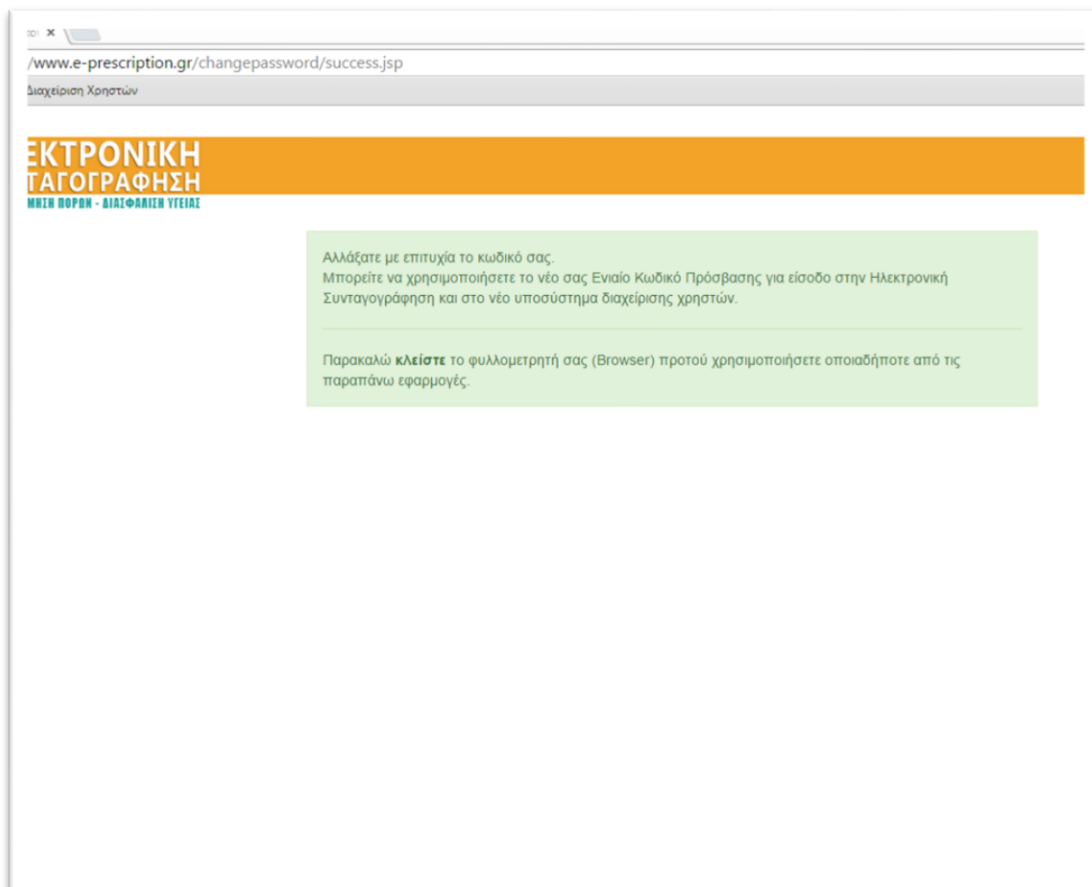 /www.e-prescription.gr/changepassword/success.jsp
Διαχείριση Χρηστών
ΕΚΤΡΟΝΙΚΗ
ΤΑΓΟΓΡΑΦΗΣΗ
ΜΗΣΗ ΠΟΡΩΝ - ΔΙΑΣΦΑΛΙΣΗ ΥΓΕΙΑΣ
Αλλάξατε με επιτυχία το κωδικό σας.
Μπορείτε να χρησιμοποιήσετε το νέο σας Ενιαίο Κωδικό Πρόσβασης για είσοδο στην Ηλεκτρονική
Συνταγογράφηση και στο νέο υποσύστημα διαχείρισης χρηστών.
Παρακαλώ κλείστε το φυλλομετρητή σας (Browser) προτού χρησιμοποιήσετε οποιαδήποτε από τις
παραπάνω εφαρμογές.